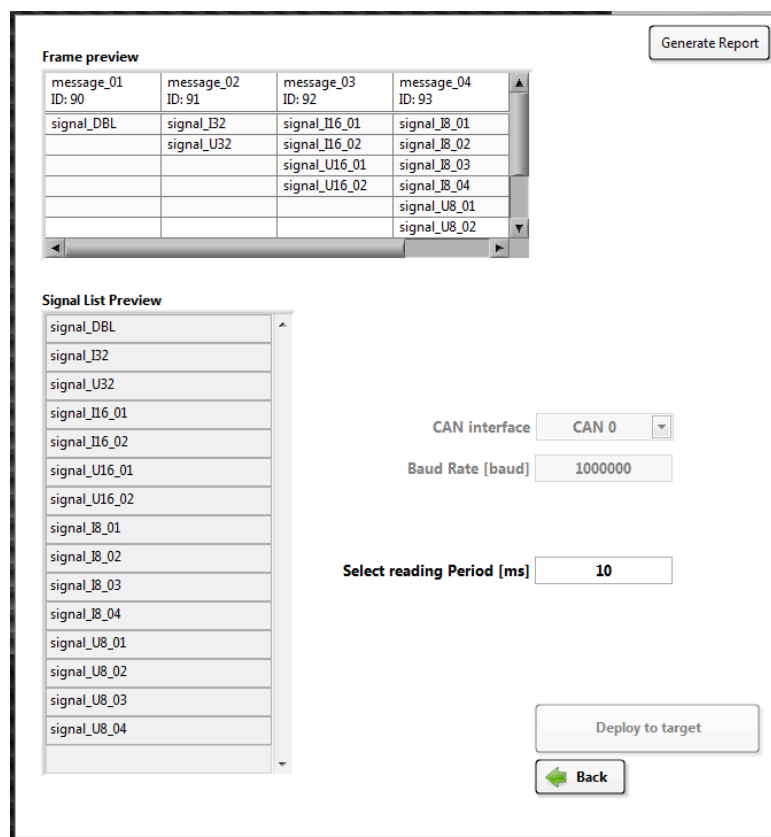 Generate Report
Frame preview
message_01 message_02 message_03 message_04
ID: 90 ID: 91 ID: 92 ID: 93
signal_DBL signal_I32 signal_I16_01 signal_I8_01
signal_U32 signal_I16_02 signal_I8_02
signal_U16_01 signal_I8_03
signal_U16_02 signal_I8_04
signal_U8_01
signal_U8_02
Signal List Preview
signal_DBL
signal_I32
signal_U32
signal_I16_01
signal_I16_02
signal_U16_01
signal_U16_02
signal_I8_01
signal_I8_02
signal_I8_03
signal_I8_04
signal_U8_01
signal_U8_02
signal_U8_03
signal_U8_04
CAN interface CAN 0
Baud Rate [baud] 1000000
Select reading Period [ms] 10
Deploy to target
Back